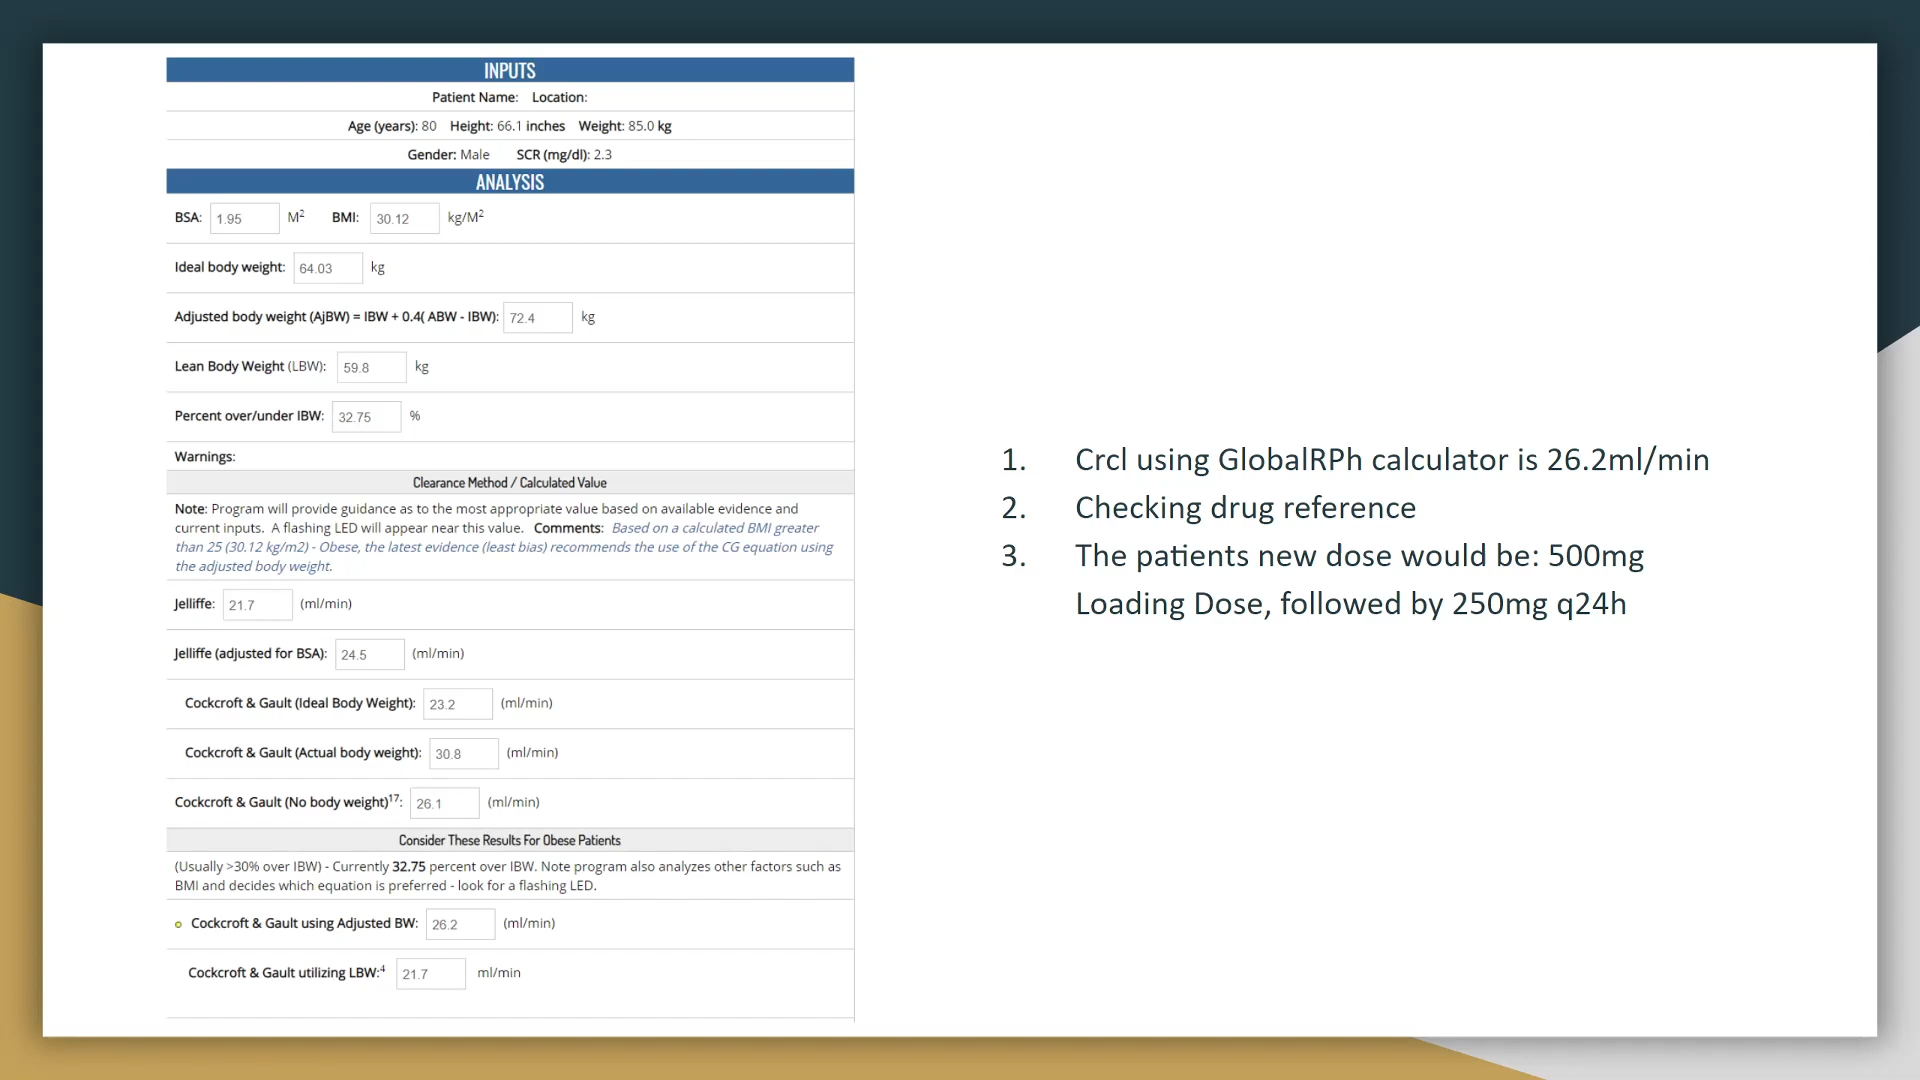 INPUTS
Patient Name: Location:
Age (years): 80 Height: 66.1 inches Weight: 85.0 kg
Gender: Male SCR (mg/dl): 2.3
ANALYSIS
BSA: 1.95 M2 BMI: 30.12 kg/M2
Ideal body weight: 64.03 kg
Adjusted body weight (AjBW) = IBW + 0.4( ABW - IBW): 72.4 kg
Lean Body Weight (LBW): 59.8 kg
Percent over/under IBW: 32.75 %
Warnings:
Clearance Method / Calculated Value
Note: Program will provide guidance as to the most appropriate value based on available evidence and
current inputs. A flashing LED will appear near this value. Comments: Based on a calculated BMI greater
than 25 (30.12 kg/m2) - Obese, the latest evidence (least bias) recommends the use of the CG equation using
the adjusted body weight.
Jelliffe: 21.7 (ml/min)
Jelliffe (adjusted for BSA): 24.5 (ml/min)
Cockcroft & Gault (Ideal Body Weight): 23.2 (ml/min)
Cockcroft & Gault (Actual body weight): 30.8 (ml/min)
Cockcroft & Gault (No body weight)17: 26.1 (ml/min)
Consider These Results For Obese Patients
(Usually >30% over IBW) - Currently 32.75 percent over IBW. Note program also analyzes other factors such as
BMI and decides which equation is preferred - look for a flashing LED.
Cockcroft & Gault using Adjusted BW: 26.2 (ml/min)
Cockcroft & Gault utilizing LBW:4 21.7 ml/min
1. Crcl using GlobalRPh calculator is 26.2ml/min
2. Checking drug reference
3. The patients new dose would be: 500mg
Loading Dose, followed by 250mg q24h